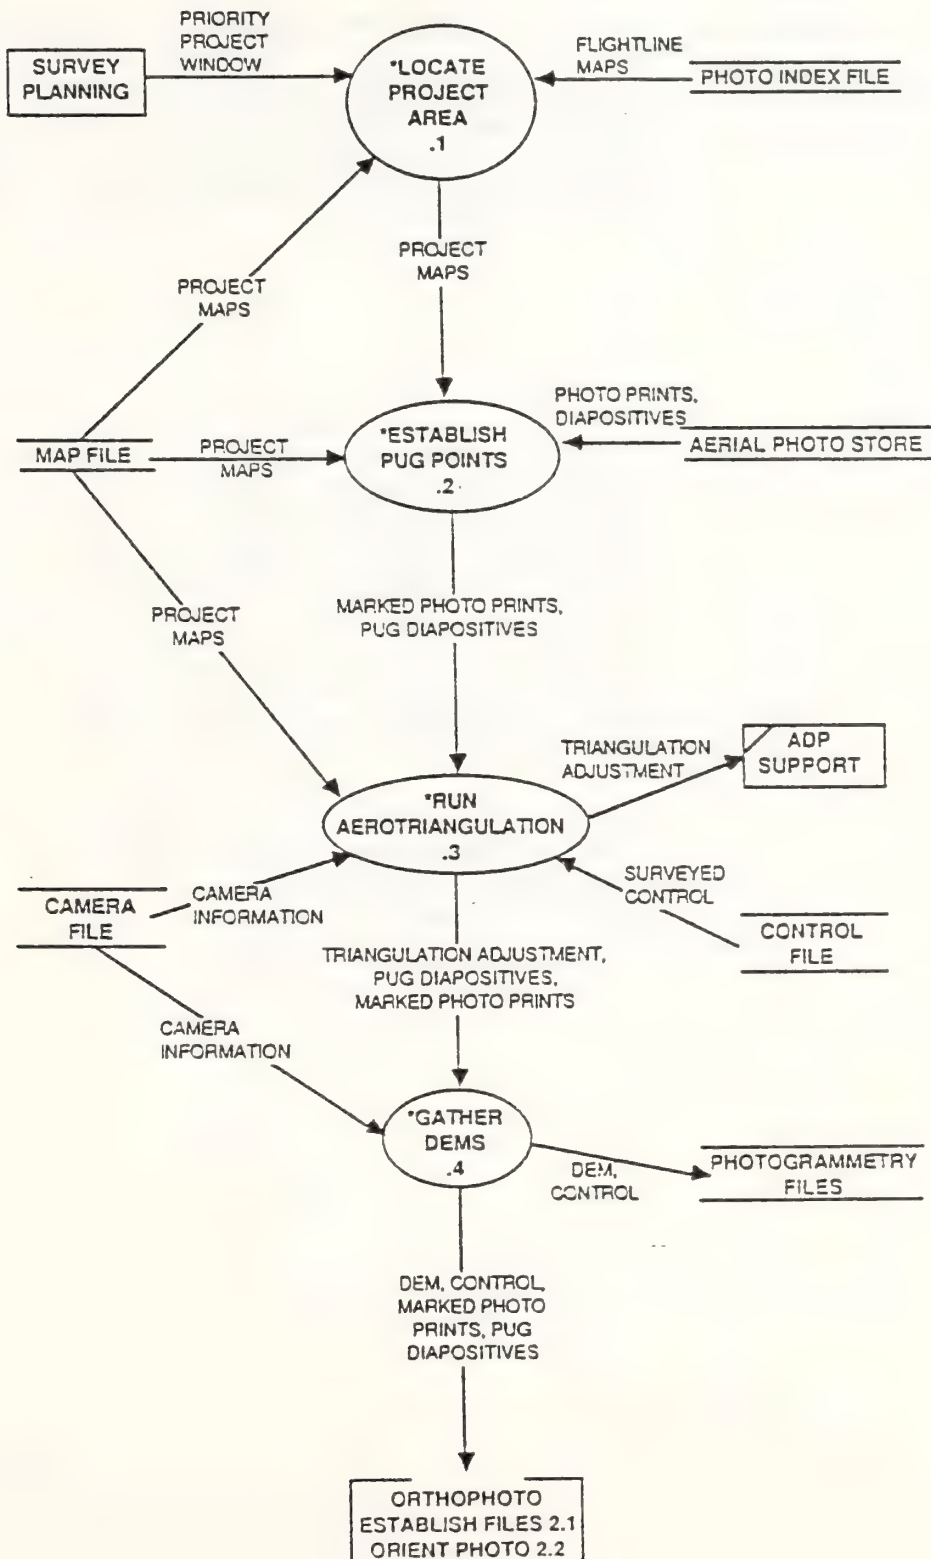 PRIORITY
PROJECT
WINDOW
SURVEY
PLANNING
*LOCATE
PROJECT
AREA
.1
FLIGHTLINE
MAPS
PHOTO INDEX FILE
PROJECT
MAPS
PROJECT
MAPS
PHOTO PRINTS,
DIAPOSITIVES
MAP FILE
PROJECT
MAPS
*ESTABLISH
PUG POINTS
.2
AERIAL PHOTO STORE
PROJECT
MAPS
MARKED PHOTO PRINTS,
PUG DIAPOSITIVES
TRIANGULATION
ADJUSTMENT
ADP
SUPPORT
*RUN
AEROTRIANGULATION
.3
CAMERA
FILE
CAMERA
INFORMATION
SURVEYED
CONTROL
CONTROL
FILE
TRIANGULATION ADJUSTMENT,
PUG DIAPOSITIVES,
MARKED PHOTO PRINTS
CAMERA
INFORMATION
*GATHER
DEMS
.4
DEM,
CONTROL
PHOTOGRAMMETRY
FILES
DEM, CONTROL,
MARKED PHOTO
PRINTS, PUG
DIAPOSITIVES
ORTHOPHOTO
ESTABLISH FILES 2.1
ORIENT PHOTO 2.2